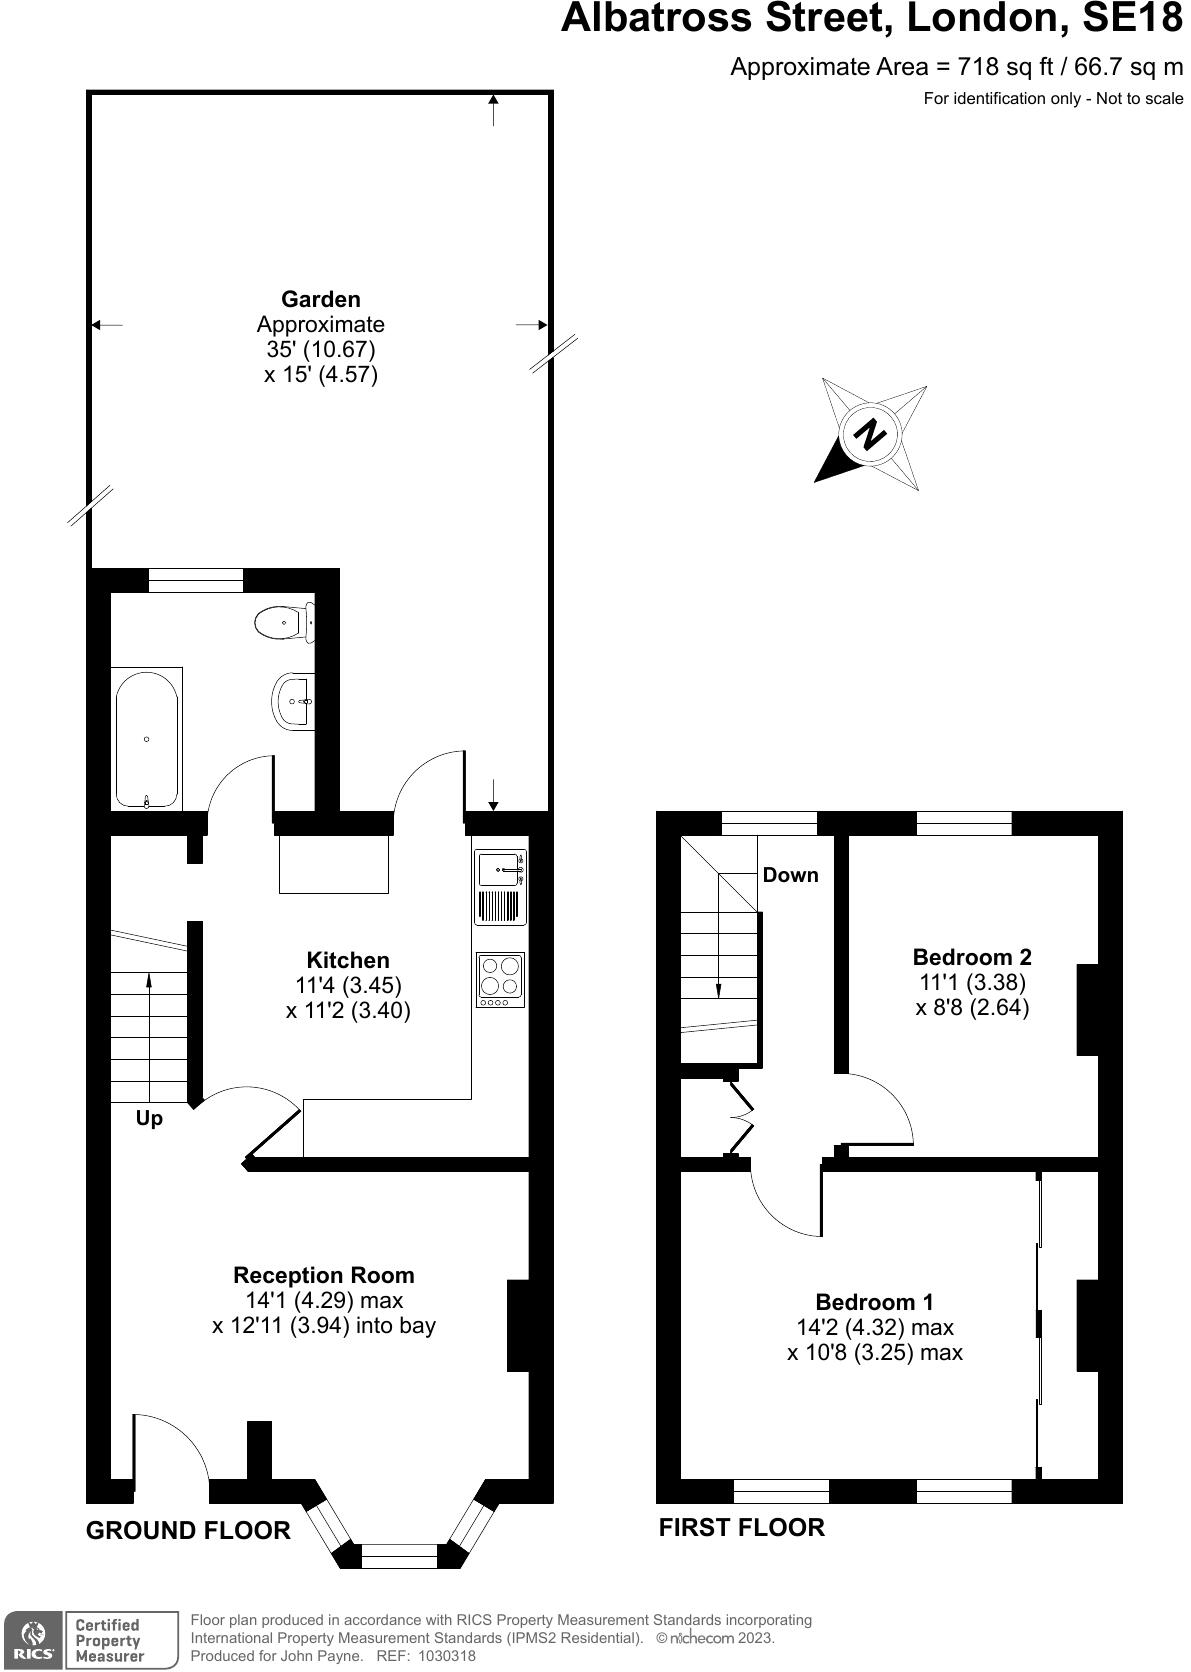 Albatross Street, London, SE18
Approximate Area = 718 sq ft / 66.7 sq m
For identification only - Not to scale
Garden
Approximate
35' (10.67)
x 15' (4.57)
N
Down
Kitchen
11'4 (3.45)
x 11'2 (3.40)
Bedroom 2
11'1 (3.38)
x 8'8 (2.64)
Up
Reception Room
14'1 (4.29) max
x 12'11 (3.94) into bay
Bedroom 1
14'2 (4.32) max
x 10'8 (3.25) max
GROUND FLOOR
FIRST FLOOR
RICS
Certified
Property
Measurer
Floor plan produced in accordance with RICS Property Measurement Standards incorporating
International Property Measurement Standards (IPMS2 Residential). © nichecom 2023.
Produced for John Payne. REF: 1030318